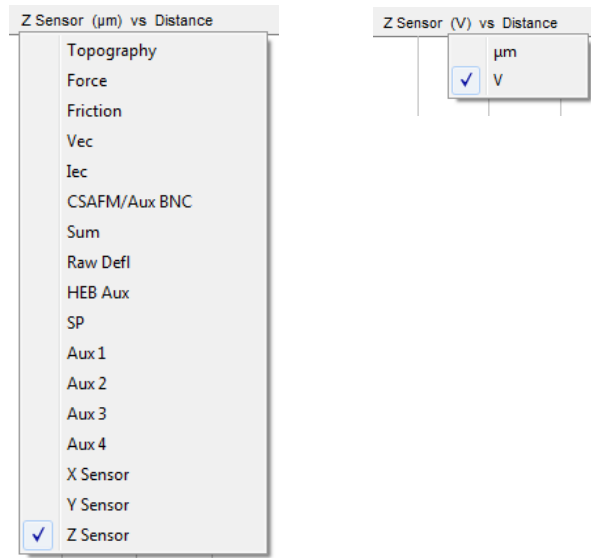 Z Sensor (µm) vs Distance
Topography
Force
Friction
Vec
Iec
CSAFM/Aux BNC
Sum
Raw Defl
HEB Aux
SP
Aux 1
Aux 2
Aux 3
Aux 4
X Sensor
Y Sensor
Z Sensor
Z Sensor (V) vs Distance
µm
V